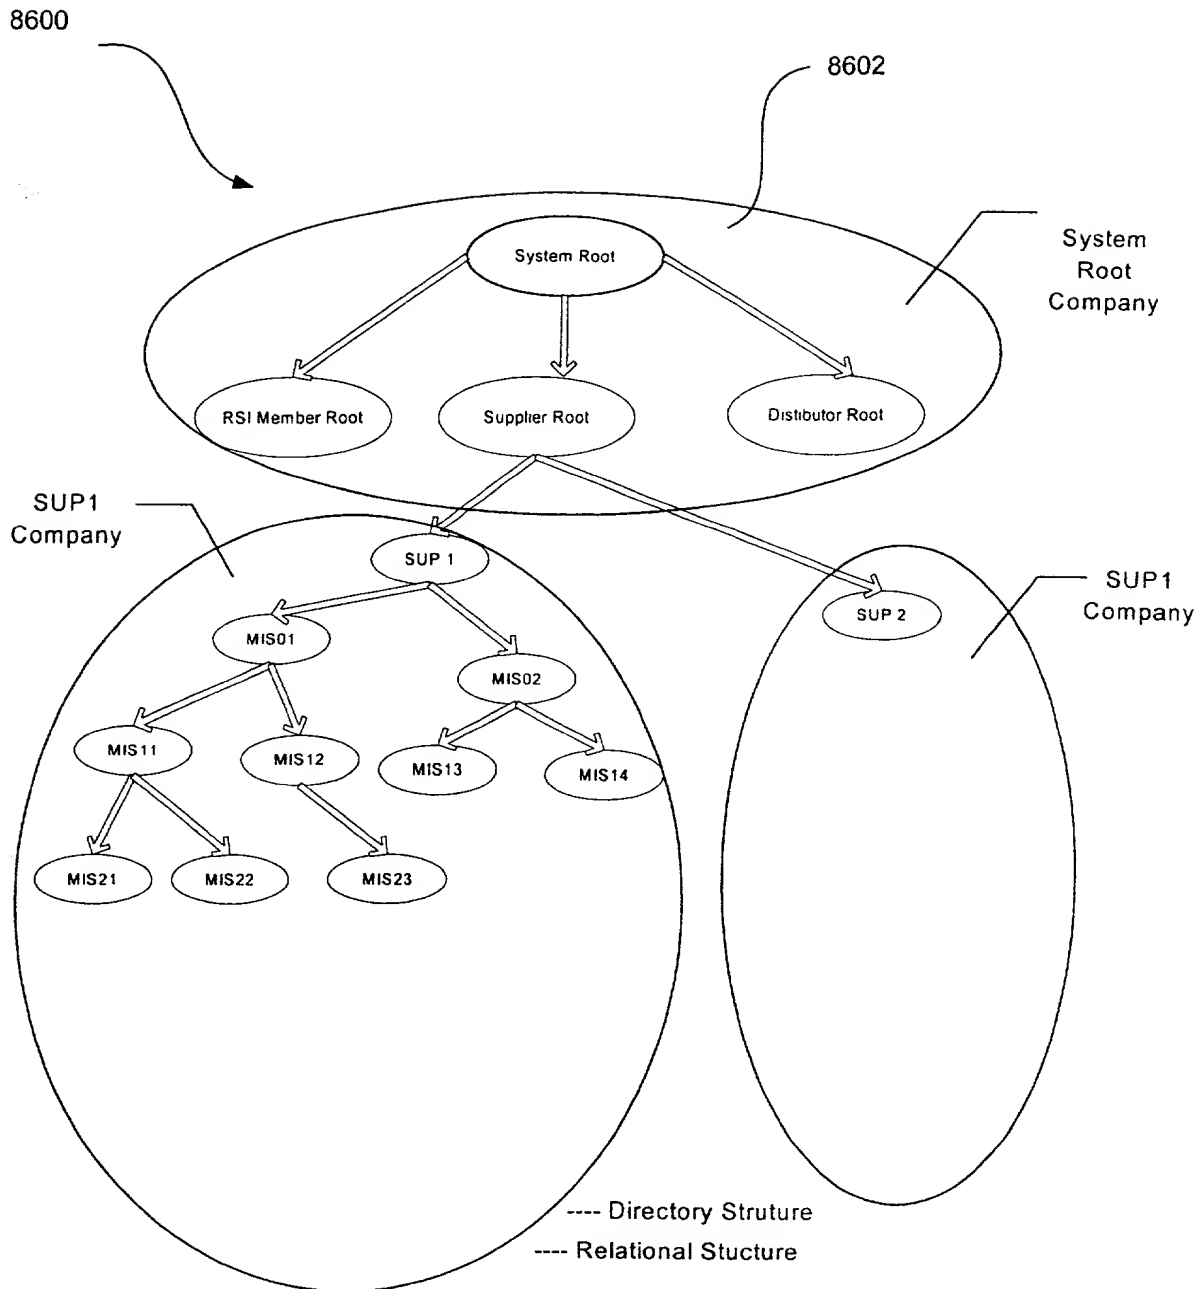 8600
8602
System Root
System
Root
Company
RSI Member Root
Supplier Root
Distibutor Root
SUP1
Company
SUP 1
SUP1
Company
SUP 2
MIS01
MIS02
MIS11
MIS12
MIS13
MIS14
MIS21
MIS22
MIS23
---- Directory Struture
---- Relational Stucture